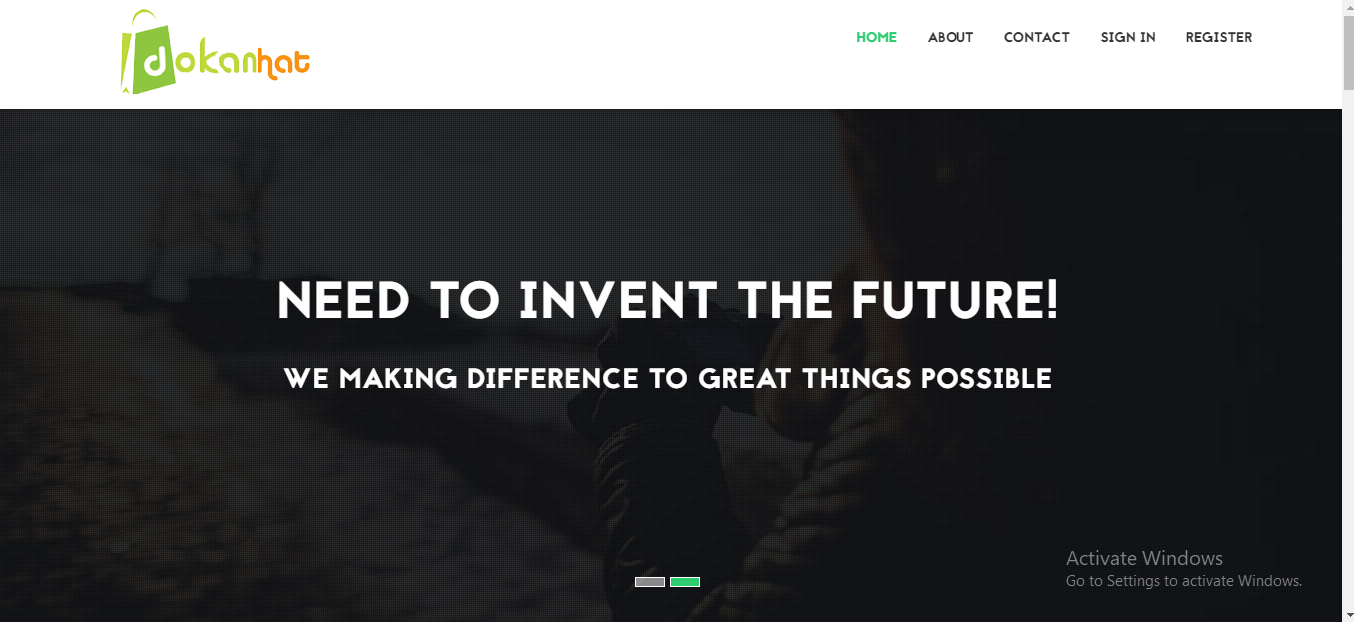 dokanhat
HOME ABOUT CONTACT SIGN IN REGISTER
NEED TO INVENT THE FUTURE!
WE MAKING DIFFERENCE TO GREAT THINGS POSSIBLE
Activate Windows
Go to Settings to activate Windows.